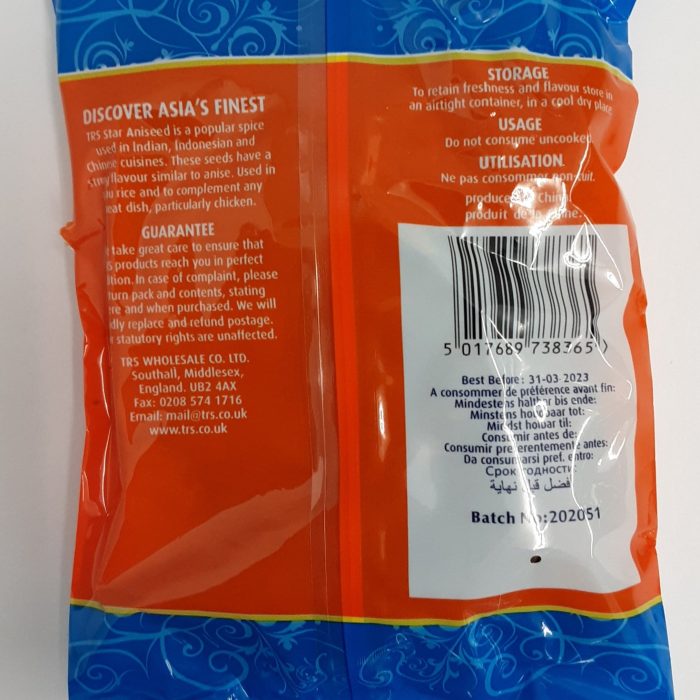 DISCOVER ASIA'S FINEST
TRS Star Aniseed is a popular spice
used in Indian, Indonesian and
Chinese cuisines. These seeds have a
flavour similar to anise. Used in
rice and to complement any
dish, particularly chicken.
GUARANTEE
take great care to ensure that
products reach you in perfect
In case of complaint, please
pack and contents, stating
and when purchased. We will
replace and refund postage.
statutory rights are unaffected.
TRS WHOLESALE CO. LTD.
Southall, Middlesex,
England. UB2 4AX
Fax: 0208 574 1716
Email: mail@trs.co.uk
www.trs.co.uk
STORAGE
To retain freshness and flavour store in
an airtight container, in a cool dry place
USAGE
Do not consume uncooked.
UTILISATION
Ne pas consommer non-cuit.
produce China
produit de
5 017689 738365 >
Best Before: 31-03-2023
A consommer de préférence avant fin:
Mindestens haltbar bis ende:
Minstens houdbaar tot:
Mindst holbar til:
Consumir antes de:
Consumir preferentemente antes:
Da consumarsi pref. entro:
Срок годности:
فضل قبل نهاية
Batch No:202051